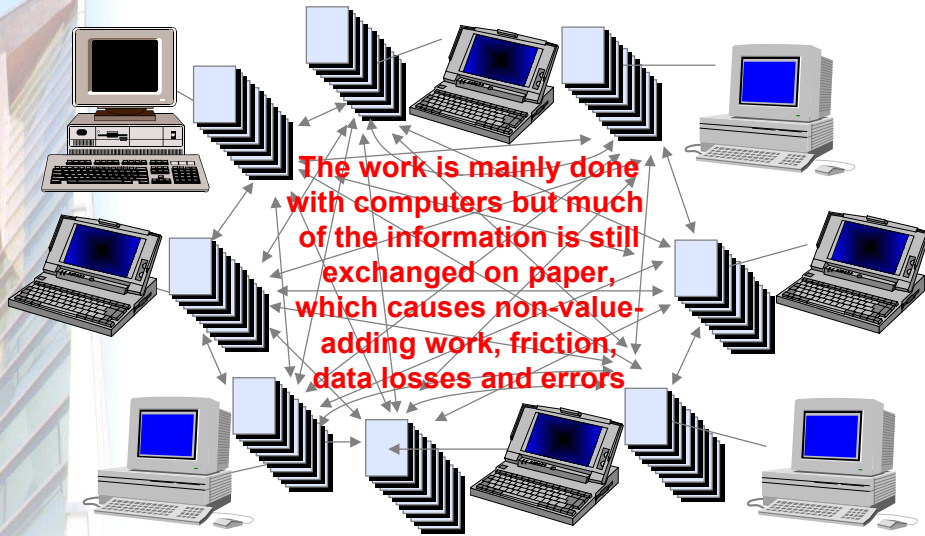 The work is mainly done
with computers but much
of the information is still
exchanged on paper,
which causes non-value-
adding work, friction,
data losses and errors